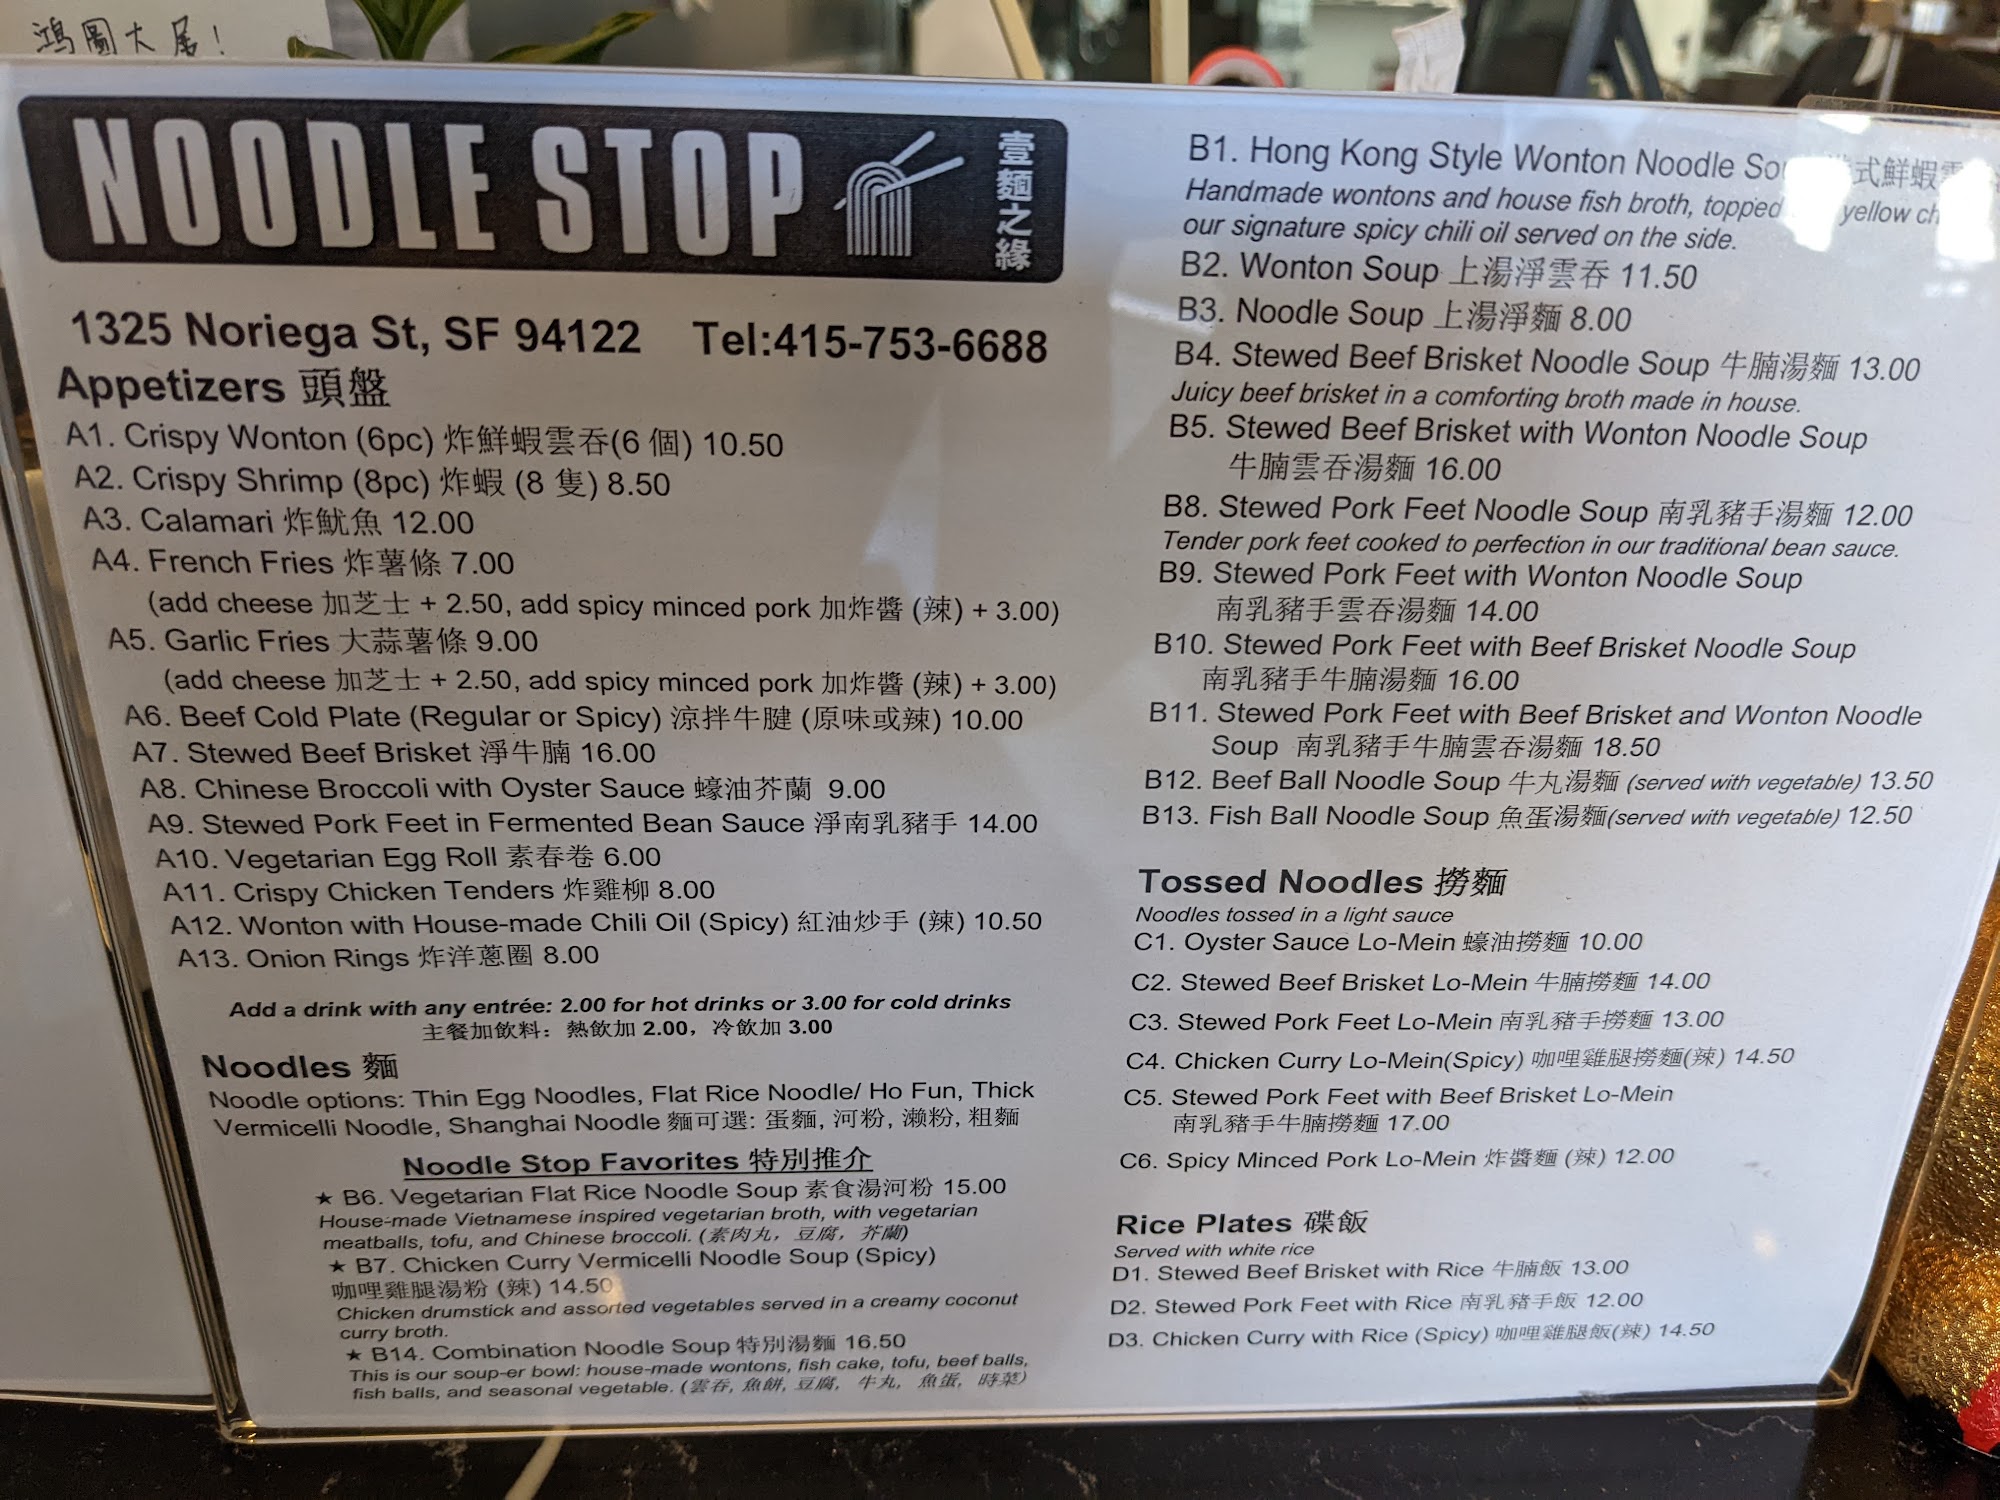 鴻圖大展!
NOODLE STOP 壹麵之緣
1325 Noriega St, SF 94122 Tel:415-753-6688
Appetizers 頭盤
A1. Crispy Wonton (6pc) 炸鮮蝦雲吞(6 個) 10.50
A2. Crispy Shrimp (8pc) 炸蝦 (8 隻) 8.50
A3. Calamari 炸魷魚 12.00
A4. French Fries 炸薯條 7.00
(add cheese 加芝士 + 2.50, add spicy minced pork 加炸醬 (辣) + 3.00)
A5. Garlic Fries 大蒜薯條 9.00
(add cheese 加芝士 + 2.50, add spicy minced pork 加炸醬 (辣) + 3.00)
A6. Beef Cold Plate (Regular or Spicy) 涼拌牛腱 (原味或辣) 10.00
A7. Stewed Beef Brisket 淨牛腩 16.00
A8. Chinese Broccoli with Oyster Sauce 蠔油芥蘭 9.00
A9. Stewed Pork Feet in Fermented Bean Sauce 淨南乳豬手 14.00
A10. Vegetarian Egg Roll 素春卷 6.00
A11. Crispy Chicken Tenders 炸雞柳 8.00
A12. Wonton with House-made Chili Oil (Spicy) 紅油炒手 (辣) 10.50
A13. Onion Rings 炸洋蔥圈 8.00
Add a drink with any entrée: 2.00 for hot drinks or 3.00 for cold drinks
主餐加飲料：熱飲加 2.00，冷飲加 3.00
Noodles 麵
Noodle options: Thin Egg Noodles, Flat Rice Noodle/ Ho Fun, Thick
Vermicelli Noodle, Shanghai Noodle 麵可選: 蛋麵, 河粉, 瀨粉, 粗麵
Noodle Stop Favorites 特別推介
★ B6. Vegetarian Flat Rice Noodle Soup 素食湯河粉 15.00
House-made Vietnamese inspired vegetarian broth, with vegetarian
meatballs, tofu, and Chinese broccoli. (素肉丸，豆腐，芥蘭)
★ B7. Chicken Curry Vermicelli Noodle Soup (Spicy)
咖哩雞腿湯粉 (辣) 14.50
Chicken drumstick and assorted vegetables served in a creamy coconut
curry broth.
★ B14. Combination Noodle Soup 特別湯麵 16.50
This is our soup-er bowl: house-made wontons, fish cake, tofu, beef balls,
fish balls, and seasonal vegetable. (雲吞, 魚餅, 豆腐, 牛丸, 魚蛋, 時菜)
B1. Hong Kong Style Wonton Noodle 式鮮蝦
Handmade wontons and house fish broth, topped yellow
our signature spicy chili oil served on the side.
B2. Wonton Soup 上湯淨雲吞 11.50
B3. Noodle Soup 上湯淨麵 8.00
B4. Stewed Beef Brisket Noodle Soup 牛腩湯麵 13.00
Juicy beef brisket in a comforting broth made in house.
B5. Stewed Beef Brisket with Wonton Noodle Soup
牛腩雲吞湯麵 16.00
B8. Stewed Pork Feet Noodle Soup 南乳豬手湯麵 12.00
Tender pork feet cooked to perfection in our traditional bean sauce.
B9. Stewed Pork Feet with Wonton Noodle Soup
南乳豬手雲吞湯麵 14.00
B10. Stewed Pork Feet with Beef Brisket Noodle Soup
南乳豬手牛腩湯麵 16.00
B11. Stewed Pork Feet with Beef Brisket and Wonton Noodle
Soup 南乳豬手牛腩雲吞湯麵 18.50
B12. Beef Ball Noodle Soup 牛丸湯麵 (served with vegetable) 13.50
B13. Fish Ball Noodle Soup 魚蛋湯麵(served with vegetable) 12.50
Tossed Noodles 撈麵
Noodles tossed in a light sauce
C1. Oyster Sauce Lo-Mein 蠔油撈麵 10.00
C2. Stewed Beef Brisket Lo-Mein 牛腩撈麵 14.00
C3. Stewed Pork Feet Lo-Mein 南乳豬手撈麵 13.00
C4. Chicken Curry Lo-Mein(Spicy) 咖哩雞腿撈麵(辣) 14.50
C5. Stewed Pork Feet with Beef Brisket Lo-Mein
南乳豬手牛腩撈麵 17.00
C6. Spicy Minced Pork Lo-Mein 炸醬麵 (辣) 12.00
Rice Plates 碟飯
Served with white rice
D1. Stewed Beef Brisket with Rice 牛腩飯 13.00
D2. Stewed Pork Feet with Rice 南乳豬手飯 12.00
D3. Chicken Curry with Rice (Spicy) 咖哩雞腿飯(辣) 14.50